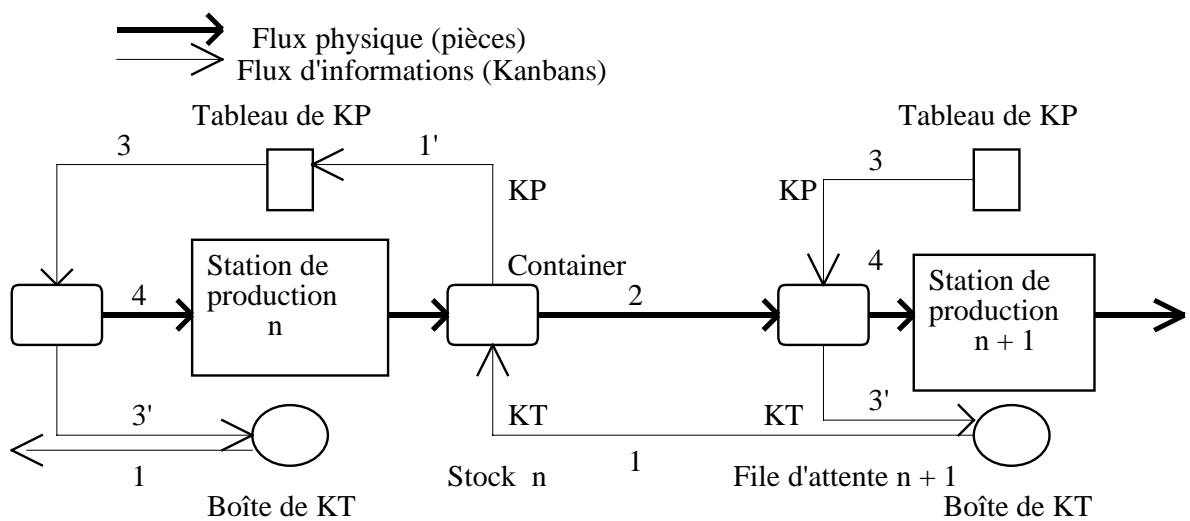 Flux physique (pièces)
Flux d'informations (Kanbans)
Tableau de KP
Tableau de KP
3
1'
3
KP
KP
Station de
production
n
Container
4
2
4
Station de
production
n + 1
3'
KT
KT
3'
1
Stock n
1
File d'attente n + 1
Boîte de KT
Boîte de KT